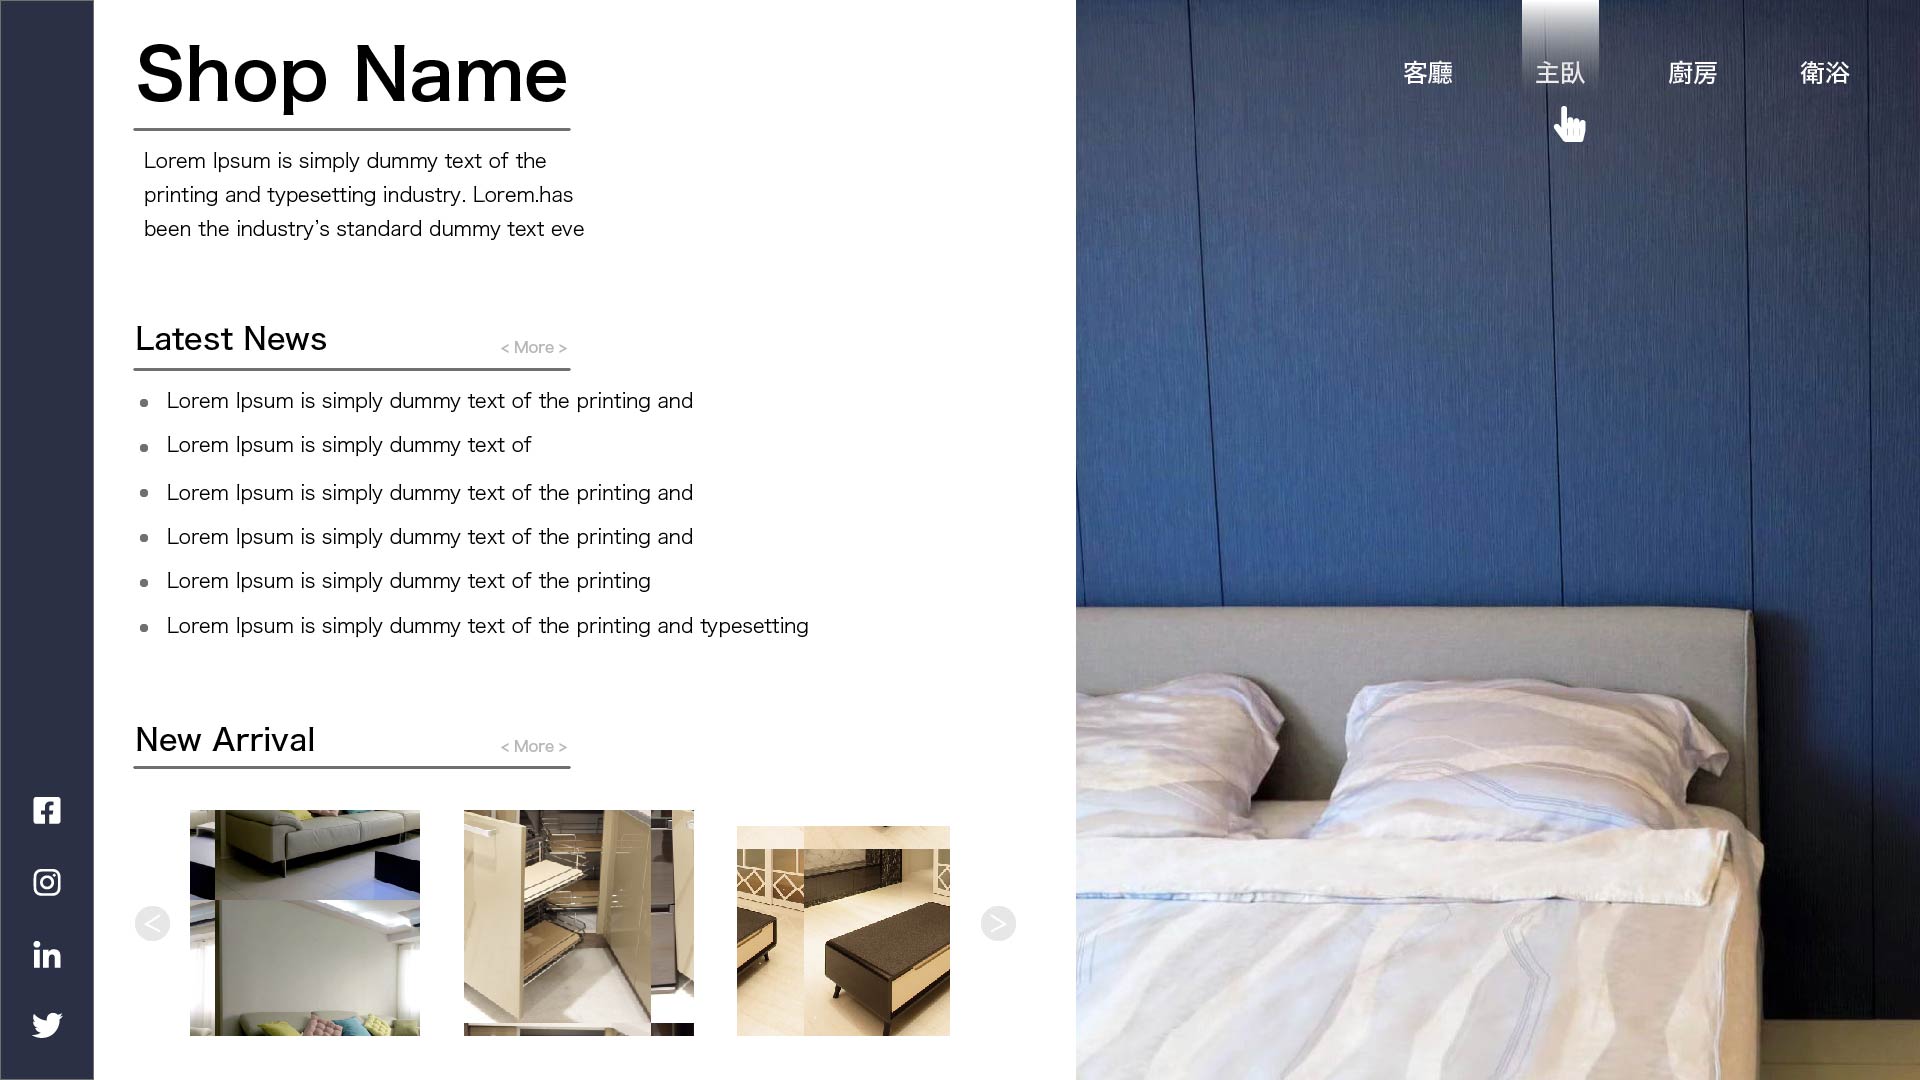 Shop Name
Lorem Ipsum is simply dummy text of the
printing and typesetting industry. Lorem.has
been the industry’s standard dummy text eve
客廳
主臥
廚房
衛浴
Latest News
< More >
Lorem Ipsum is simply dummy text of the printing and
Lorem Ipsum is simply dummy text of
Lorem Ipsum is simply dummy text of the printing and
Lorem Ipsum is simply dummy text of the printing and
Lorem Ipsum is simply dummy text of the printing
Lorem Ipsum is simply dummy text of the printing and typesetting
New Arrival
< More >
<
>